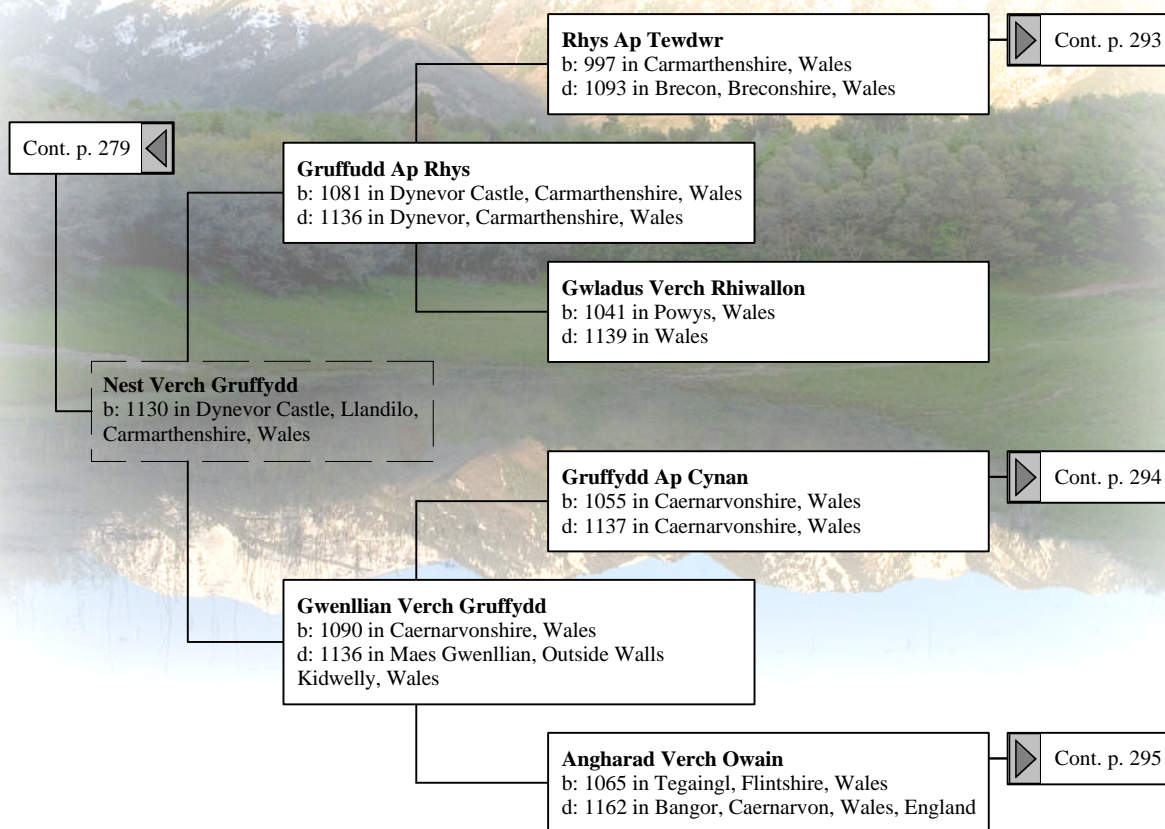 Rhys Ap Tewdwr
b: 997 in Carmarthenshire, Wales
d: 1093 in Brecon, Breconshire, Wales
Cont. p. 293
Cont. p. 279
Gruffudd Ap Rhys
b: 1081 in Dynevor Castle, Carmarthenshire, Wales
d: 1136 in Dynevor, Carmarthenshire, Wales
Gwladus Verch Rhiwallon
b: 1041 in Powys, Wales
d: 1139 in Wales
Nest Verch Gruffydd
b: 1130 in Dynevor Castle, Llandilo,
Carmarthenshire, Wales
Gruffydd Ap Cynan
b: 1055 in Caernarvonshire, Wales
d: 1137 in Caernarvonshire, Wales
Cont. p. 294
Gwenllian Verch Gruffydd
b: 1090 in Caernarvonshire, Wales
d: 1136 in Maes Gwenllian, Outside Walls
Kidwelly, Wales
Angharad Verch Owain
b: 1065 in Tegaingl, Flintshire, Wales
d: 1162 in Bangor, Caernarvon, Wales, England
Cont. p. 295